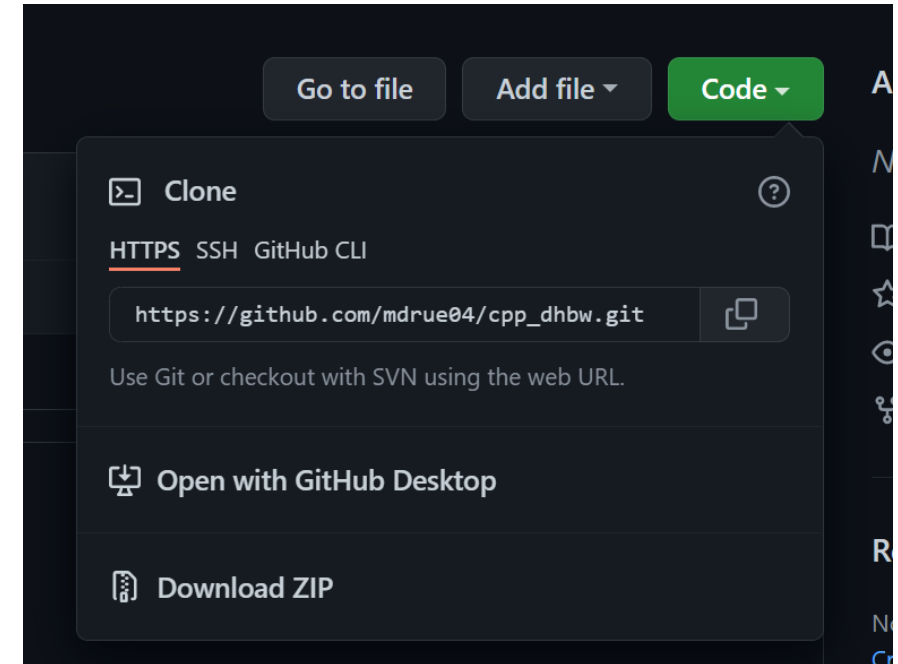 Go to file Add file Code
A
N
Clone
HTTPS SSH GitHub CLI
https://github.com/mdrue04/cpp_dhbw.git
Use Git or checkout with SVN using the web URL.
Open with GitHub Desktop
Download ZIP
R
N
Cr